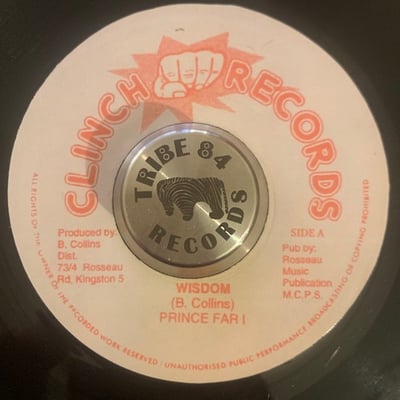 CLINCH RECORDS
TRIBE 84
RECORDS
Produced by:
B. Collins
Dist.
73/4 Rosseau
Rd, Kingston 5
SIDE A
Pub by:
Rosseau
Music
Publication
M.C.P.S.
WISDOM
(B. Collins)
PRINCE FAR I
ALL RIGHTS OF THE OWNER OF THE RECORDED WORK RESERVED / UNAUTHORISED PUBLIC PERFORMANCE BROADCASTING OR COPYING PROHIBITED